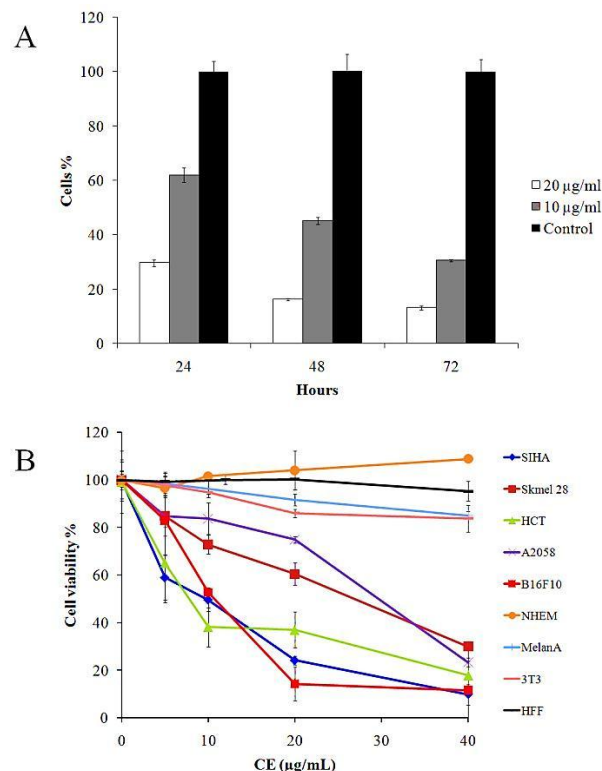 A
120
100
80
60
40
20
0
Cells %
24 48 72
Hours
20 µg/ml
10 µg/ml
Control
B
120
100
80
60
40
20
0
Cell viability %
0 10 20 30 40
CE (µg/mL)
SIHA
Skmel 28
HCT
A2058
B16F10
NHEM
MelanA
3T3
HFF